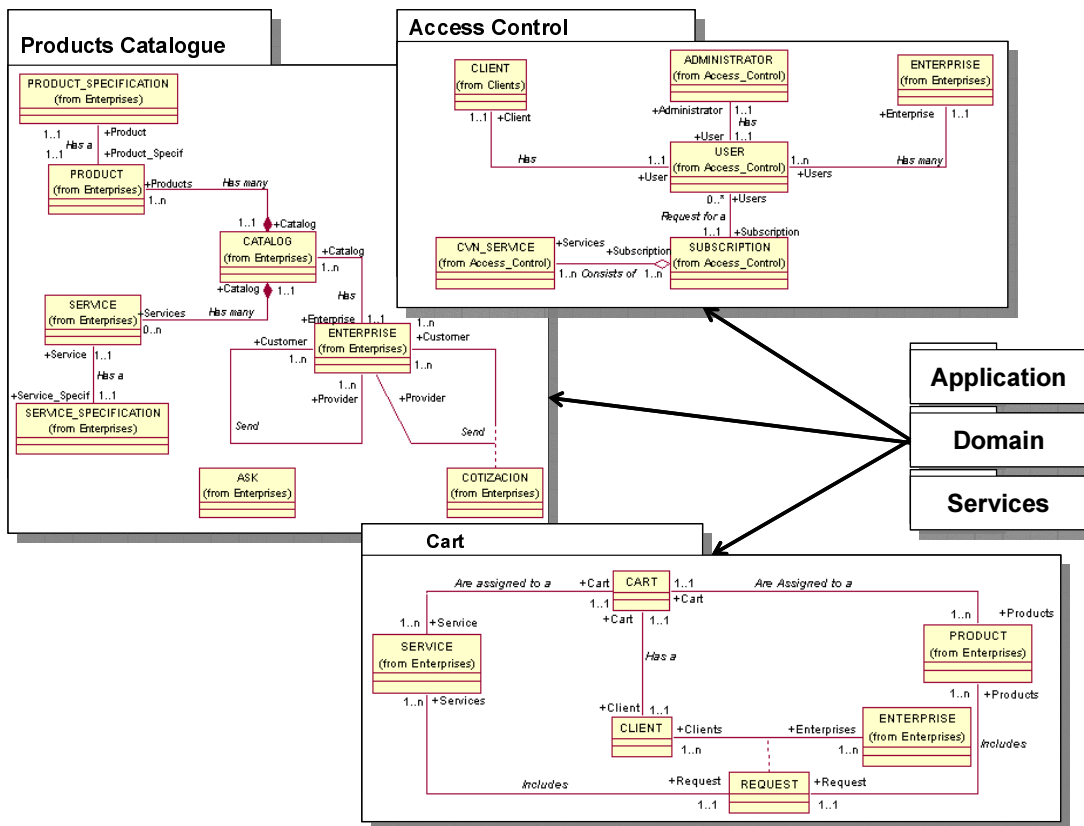 Products Catalogue
PRODUCT_SPECIFICATION
(from Enterprises)
1..1
+Product
Has a
1..1
+Product_Specif
PRODUCT
(from Enterprises)
+Products
1..n
Has many
1..1
+Catalog
CATALOG
(from Enterprises)
+Catalog
1..n
+Catalog
1..1
Has
SERVICE
(from Enterprises)
+Services
0..n
Has many
+Service
1..1
Has a
+Service_Specif
1..1
SERVICE_SPECIFICATION
(from Enterprises)
+Enterprise
1..1
1..n
+Customer
ENTERPRISE
(from Enterprises)
+Customer
1..n
1..n
1..n
+Provider
+Provider
Send
Send
ASK
(from Enterprises)
COTIZACION
(from Enterprises)
Access Control
CLIENT
(from Clients)
1..1
+Client
ADMINISTRATOR
(from Access_Control)
+Administrator
1..1
Has
+User
1..1
ENTERPRISE
(from Enterprises)
+Enterprise
1..1
Has
1..1
+User
USER
(from Access_Control)
1..n
+Users
Has many
0..*
+Users
Request for a
1..1
+Subscription
CVN_SERVICE
(from Access_Control)
+Services
+Subscription
1..n
Consists of
1..n
SUBSCRIPTION
(from Access_Control)
Application
Domain
Services
Cart
Are assigned to a
+Cart
1..1
CART
1..1
+Cart
Are Assigned to a
+Cart
1..1
1..n
+Service
SERVICE
(from Enterprises)
1..n
+Services
1..n
+Products
PRODUCT
(from Enterprises)
1..n
+Products
Has a
+Client
1..1
CLIENT
+Clients
1..n
+Enterprises
1..n
ENTERPRISE
(from Enterprises)
Includes
Includes
+Request
1..1
REQUEST
+Request
1..1